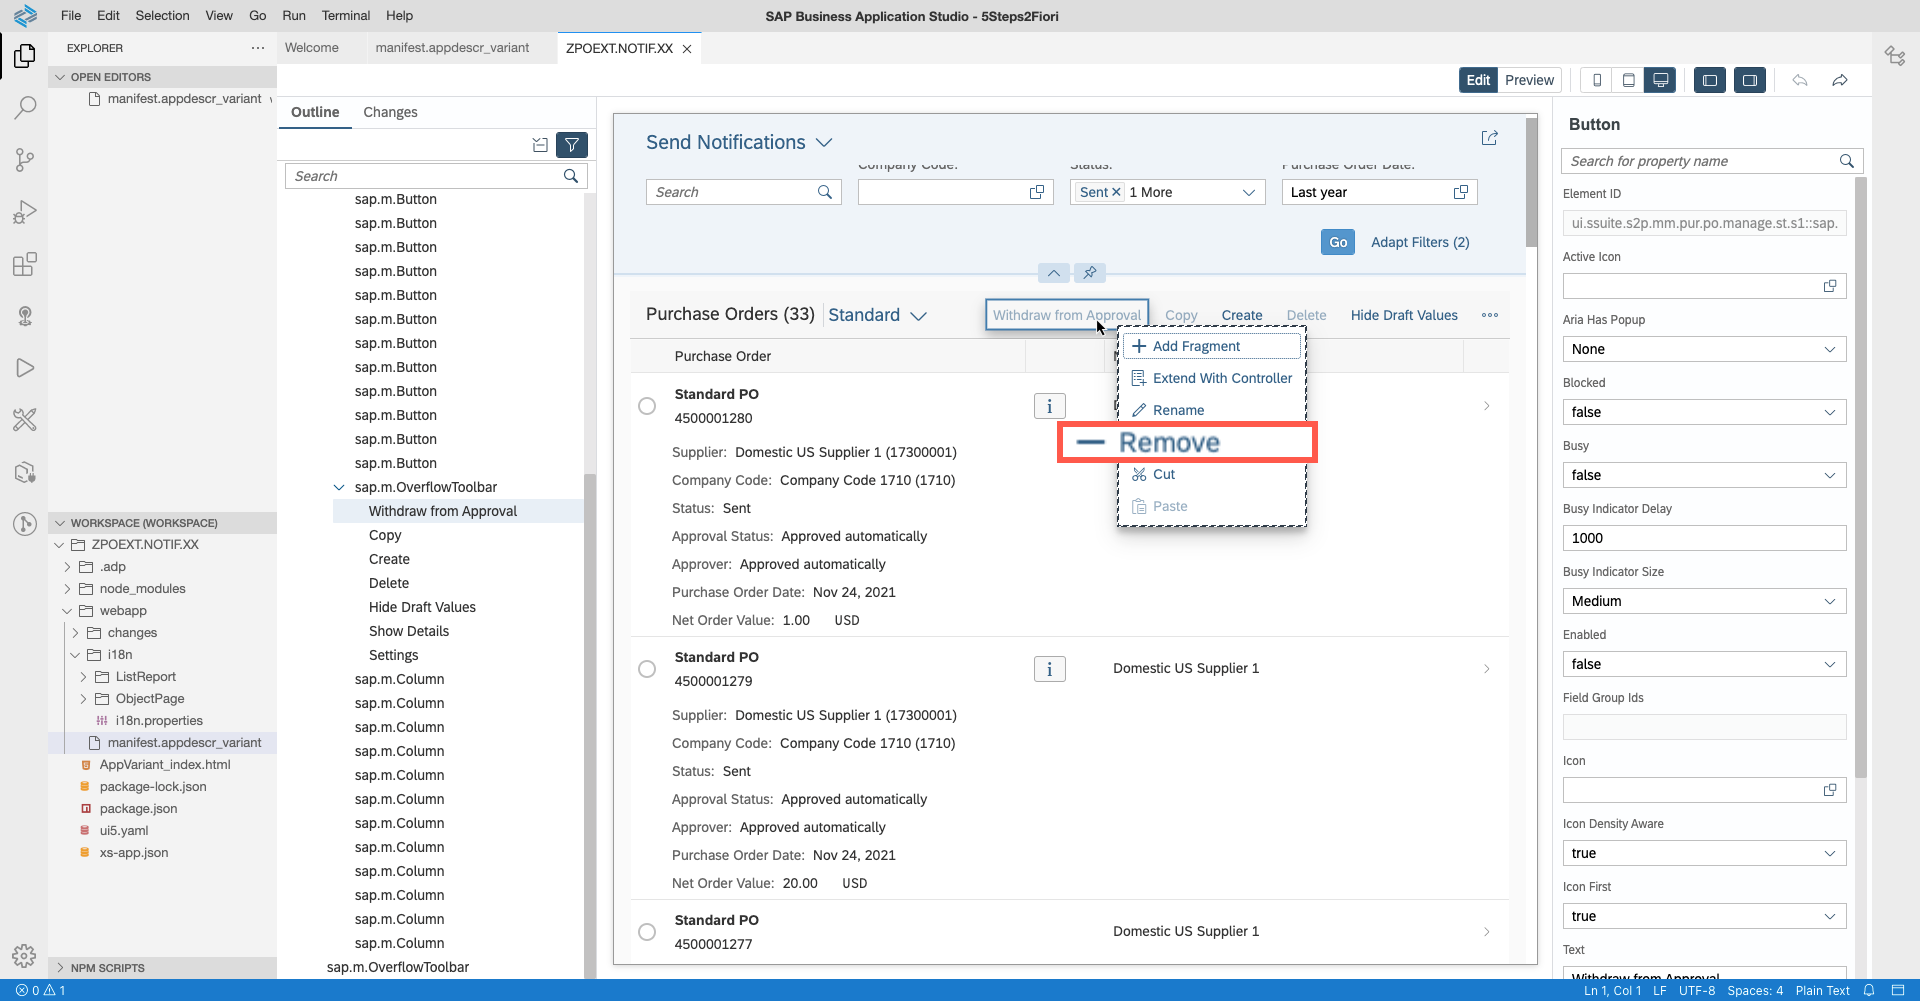 File Edit Selection View Go Run Terminal Help
SAP Business Application Studio - 5Steps2Fiori
EXPLORER
OPEN EDITORS
manifest.appdescr_variant
WORKSPACE (WORKSPACE)
ZPOEXT.NOTIF.XX
.adp
node_modules
webapp
changes
i18n
ListReport
ObjectPage
i18n.properties
manifest.appdescr_variant
AppVariant_index.html
package-lock.json
package.json
ui5.yaml
xs-app.json
NPM SCRIPTS
Welcome manifest.appdescr_variant ZPOEXT.NOTIF.XX
Edit Preview
Outline Changes
Search
sap.m.Button
sap.m.Button
sap.m.Button
sap.m.Button
sap.m.Button
sap.m.Button
sap.m.Button
sap.m.Button
sap.m.Button
sap.m.Button
sap.m.Button
sap.m.Button
sap.m.OverflowToolbar
Withdraw from Approval
Copy
Create
Delete
Hide Draft Values
Show Details
Settings
sap.m.Column
sap.m.Column
sap.m.Column
sap.m.Column
sap.m.Column
sap.m.Column
sap.m.Column
sap.m.Column
sap.m.Column
sap.m.Column
sap.m.Column
sap.m.Column
sap.m.OverflowToolbar
Send Notifications
Company Code: Status: Purchase Order Date:
Search Sent 1 More Last year
Go Adapt Filters (2)
Purchase Orders (33) Standard Withdraw from Approval Copy Create Delete Hide Draft Values
Purchase Order
Standard PO
4500001280
Supplier: Domestic US Supplier 1 (17300001)
Company Code: Company Code 1710 (1710)
Status: Sent
Approval Status: Approved automatically
Approver: Approved automatically
Purchase Order Date: Nov 24, 2021
Net Order Value: 1.00 USD
Add Fragment
Extend With Controller
Rename
Remove
Cut
Paste
Standard PO
4500001279
Domestic US Supplier 1
Supplier: Domestic US Supplier 1 (17300001)
Company Code: Company Code 1710 (1710)
Status: Sent
Approval Status: Approved automatically
Approver: Approved automatically
Purchase Order Date: Nov 24, 2021
Net Order Value: 20.00 USD
Standard PO
4500001277
Domestic US Supplier 1
Button
Search for property name
Element ID
ui.ssuite.s2p.mm.pur.po.manage.st.s1::sap.
Active Icon
Aria Has Popup
None
Blocked
false
Busy
false
Busy Indicator Delay
1000
Busy Indicator Size
Medium
Enabled
false
Field Group Ids
Icon
Icon Density Aware
true
Icon First
true
Text
Withdraw from Approval
0 1
Ln 1, Col 1 LF UTF-8 Spaces: 4 Plain Text